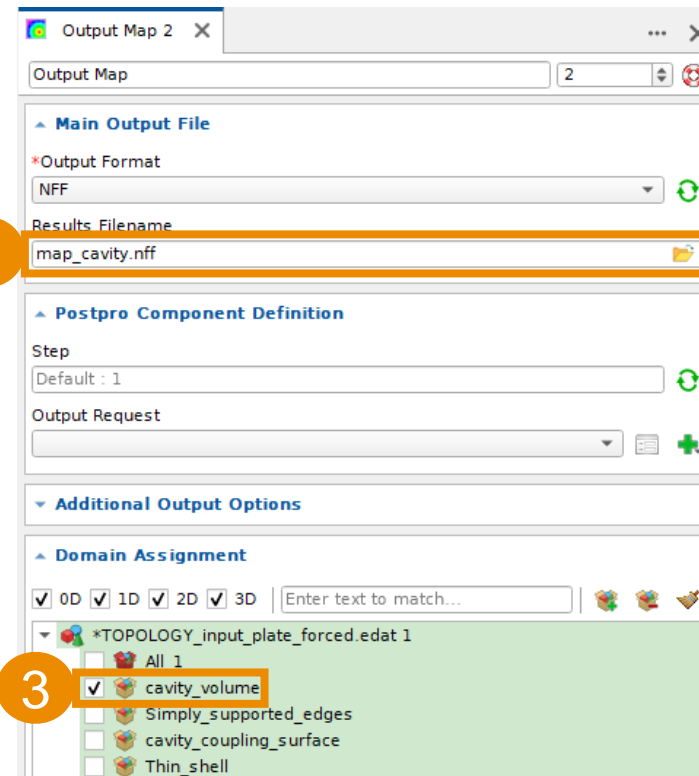 Output Map 2
Output Map 2
Main Output File
*Output Format
NFF
Results Filename
map_cavity.nff
Postpro Component Definition
Step
Default : 1
Output Request
Additional Output Options
Domain Assignment
0D 1D 2D 3D Enter text to match...
*TOPOLOGY_input_plate_forced.edat 1
All 1
3 cavity_volume
Simply_supported_edges
cavity_coupling_surface
Thin_shell